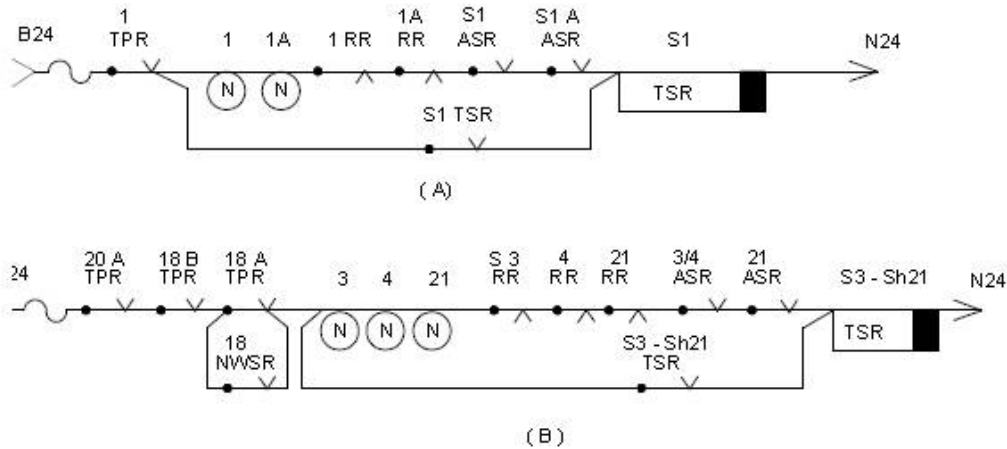 B24
1
TPR
1
1A
1 RR
1A
RR
S1
ASR
S1 A
ASR
S1
N24
N
N
TSR
S1 TSR
( A )
24
20 A
TPR
18 B
TPR
18 A
TPR
3
4
21
S 3
RR
4
RR
21
RR
3/4
ASR
21
ASR
S3 - Sh21
N24
N
N
N
TSR
18
NWSR
S3 - Sh21
TSR
( B )